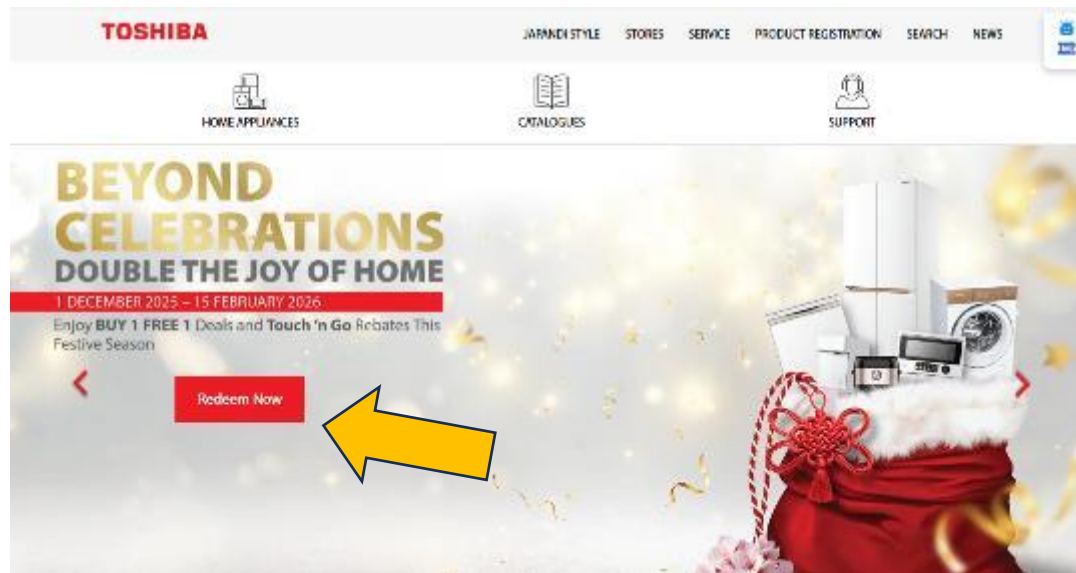 TOSHIBA
JAPANDI STYLE STORES SERVICE PRODUCT REGISTRATION SEARCH NEWS
HOME APPLIANCES CATALOGUES SUPPORT
BEYOND
CELEBRATIONS
DOUBLE THE JOY OF HOME
1 DECEMBER 2025 – 15 FEBRUARY 2026
Enjoy BUY 1 FREE 1 Deals and Touch 'n Go Rebates This
Festive Season
Redeem Now